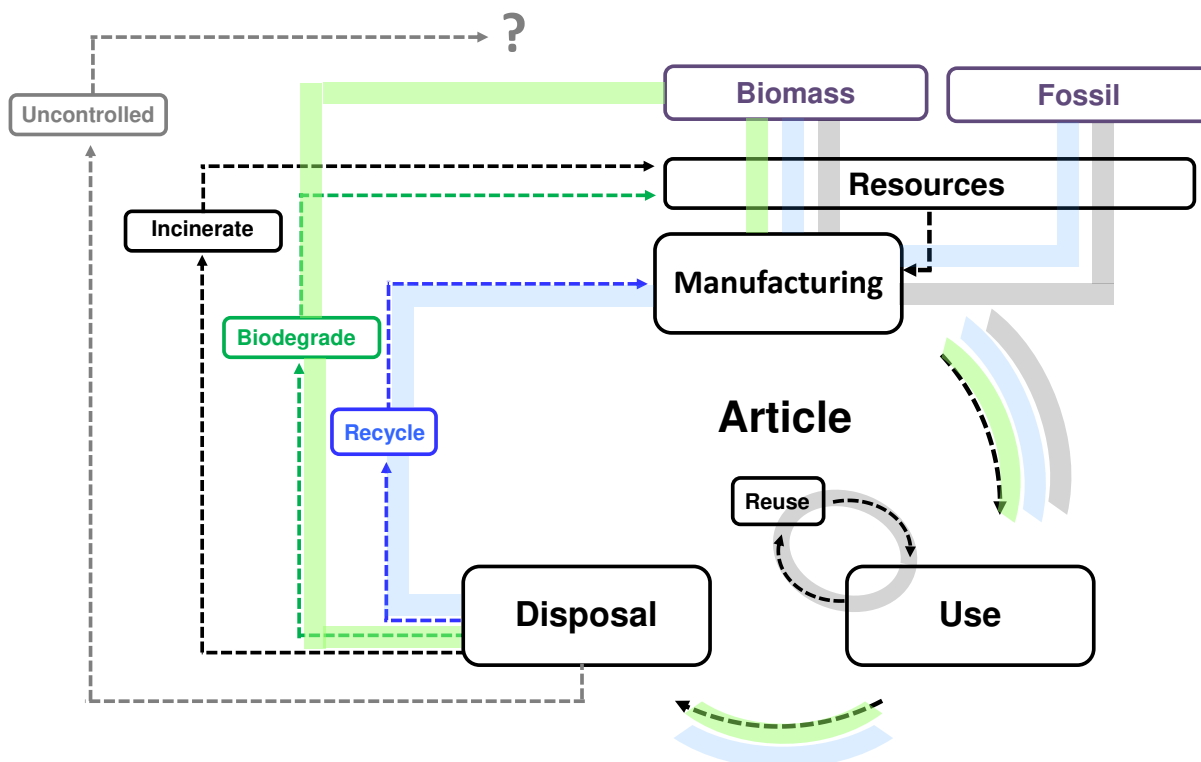 ?
Biomass
Fossil
Uncontrolled
Resources
Incinerate
Manufacturing
Biodegrade
Article
Recycle
Reuse
Disposal
Use